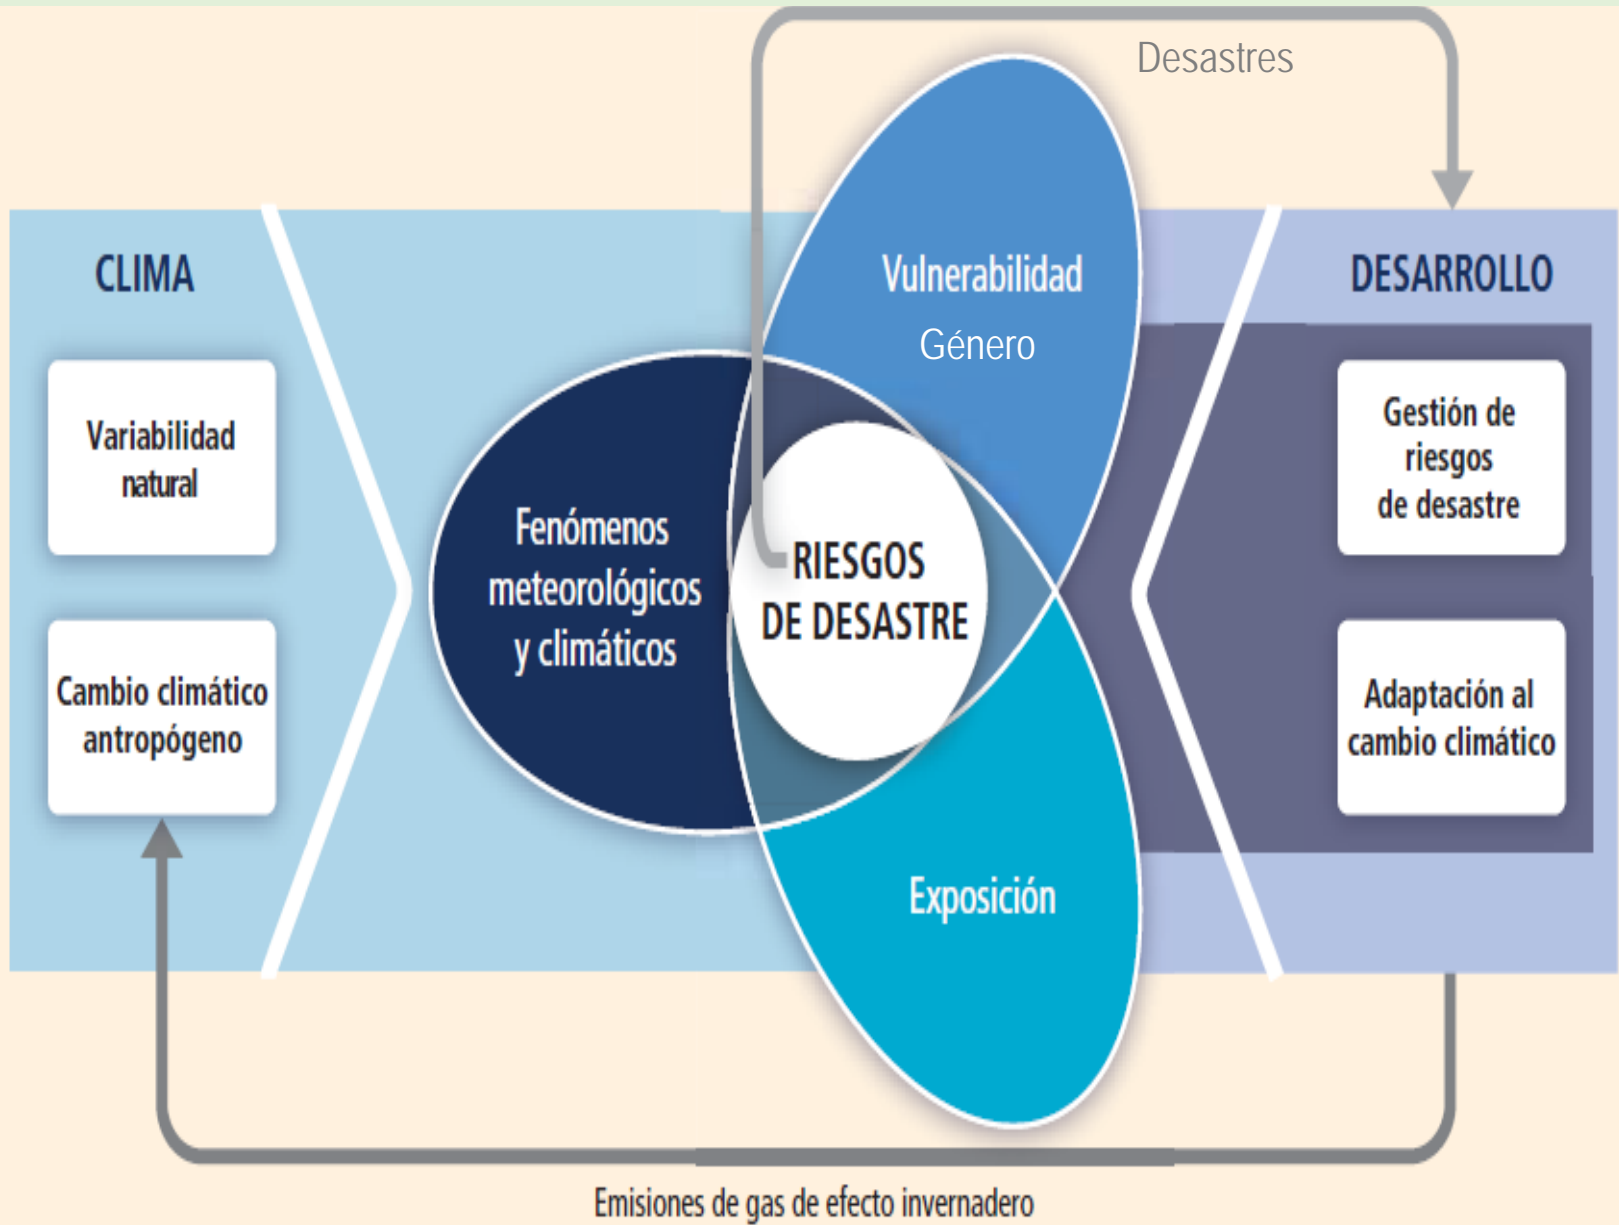 Desastres
CLIMA
Variabilidad
natural
Cambio climático
antropógeno
Fenómenos
meteorológicos
y climáticos
Vulnerabilidad
Género
RIESGOS
DE DESASTRE
Exposición
DESARROLLO
Gestión de
riesgos
de desastre
Adaptación al
cambio climático
Emisiones de gas de efecto invernadero